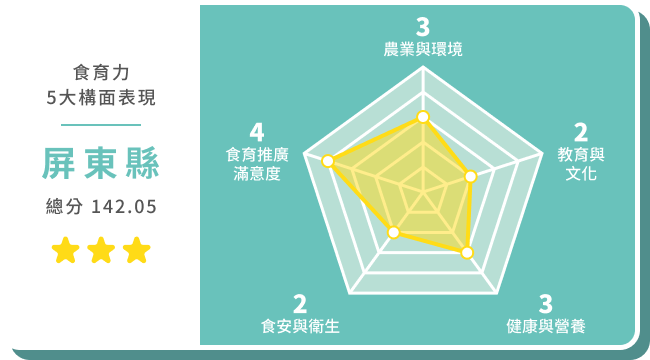 食育力
5大構面表現
屏東縣
總分 142.05
3
農業與環境
2
教育與
文化
3
健康與營養
2
食安與衛生
4
食育推廣
滿意度